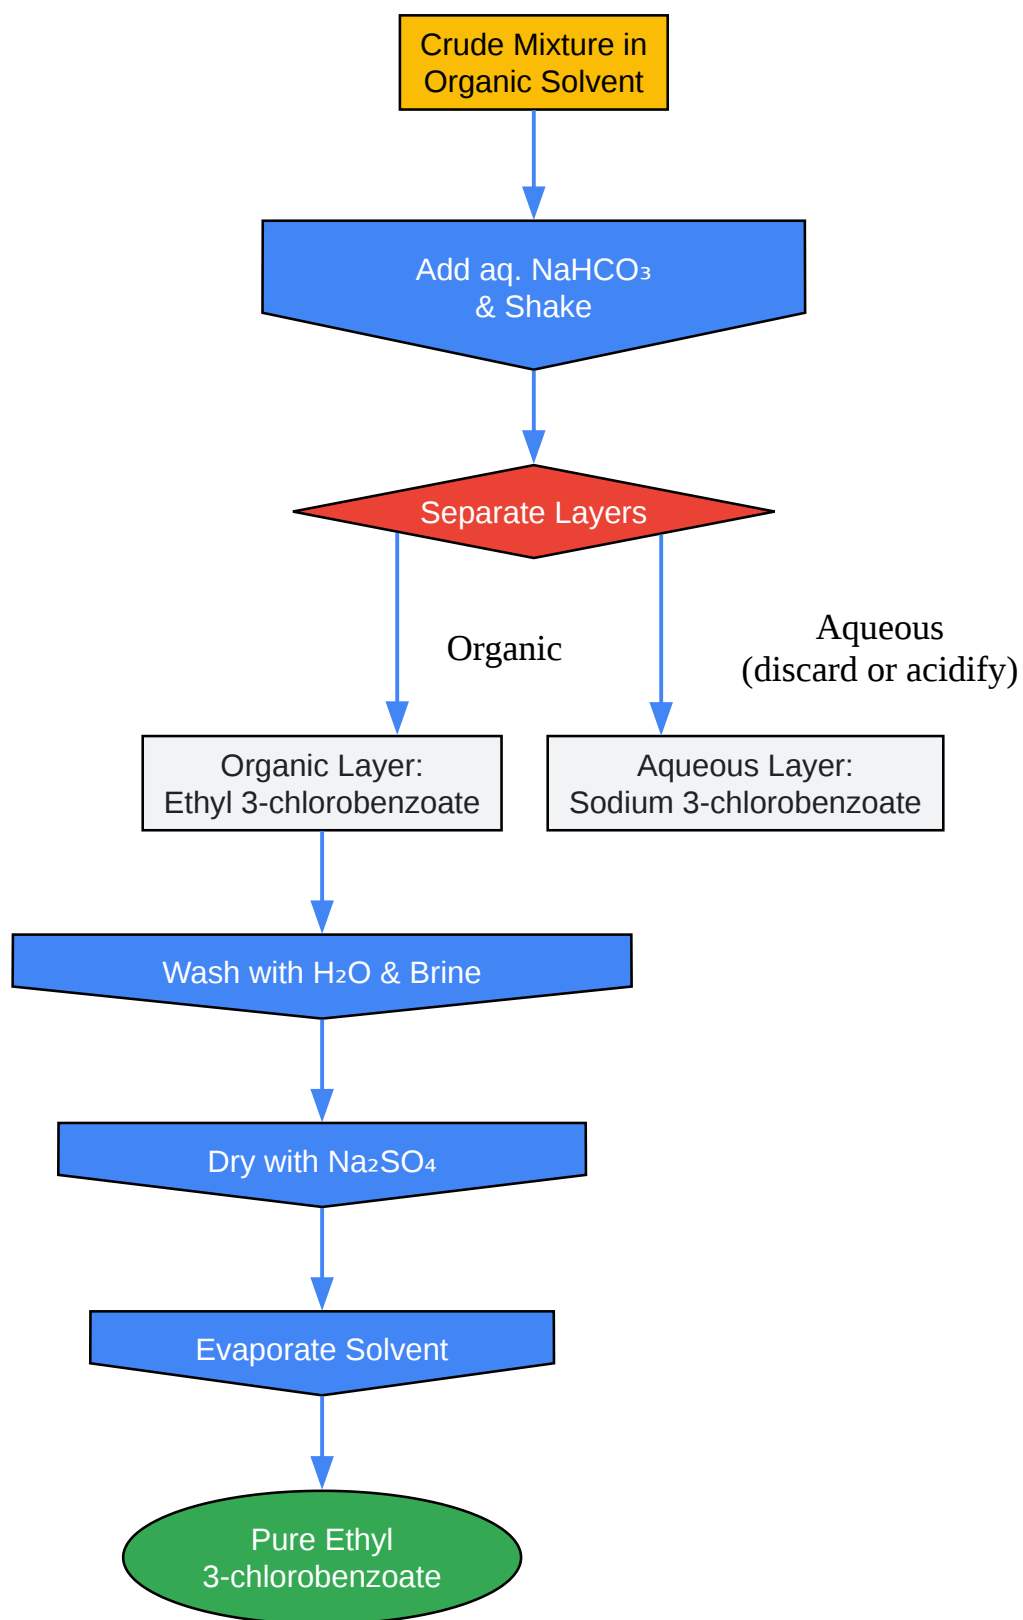 Crude Mixture in
Organic Solvent
Add aq. NaHCO₃
& Shake
Separate Layers
Organic
Aqueous
(discard or acidify)
Organic Layer:
Ethyl 3-chlorobenzoate
Aqueous Layer:
Sodium 3-chlorobenzoate
Wash with H₂O & Brine
Dry with Na₂SO₄
Evaporate Solvent
Pure Ethyl
3-chlorobenzoate